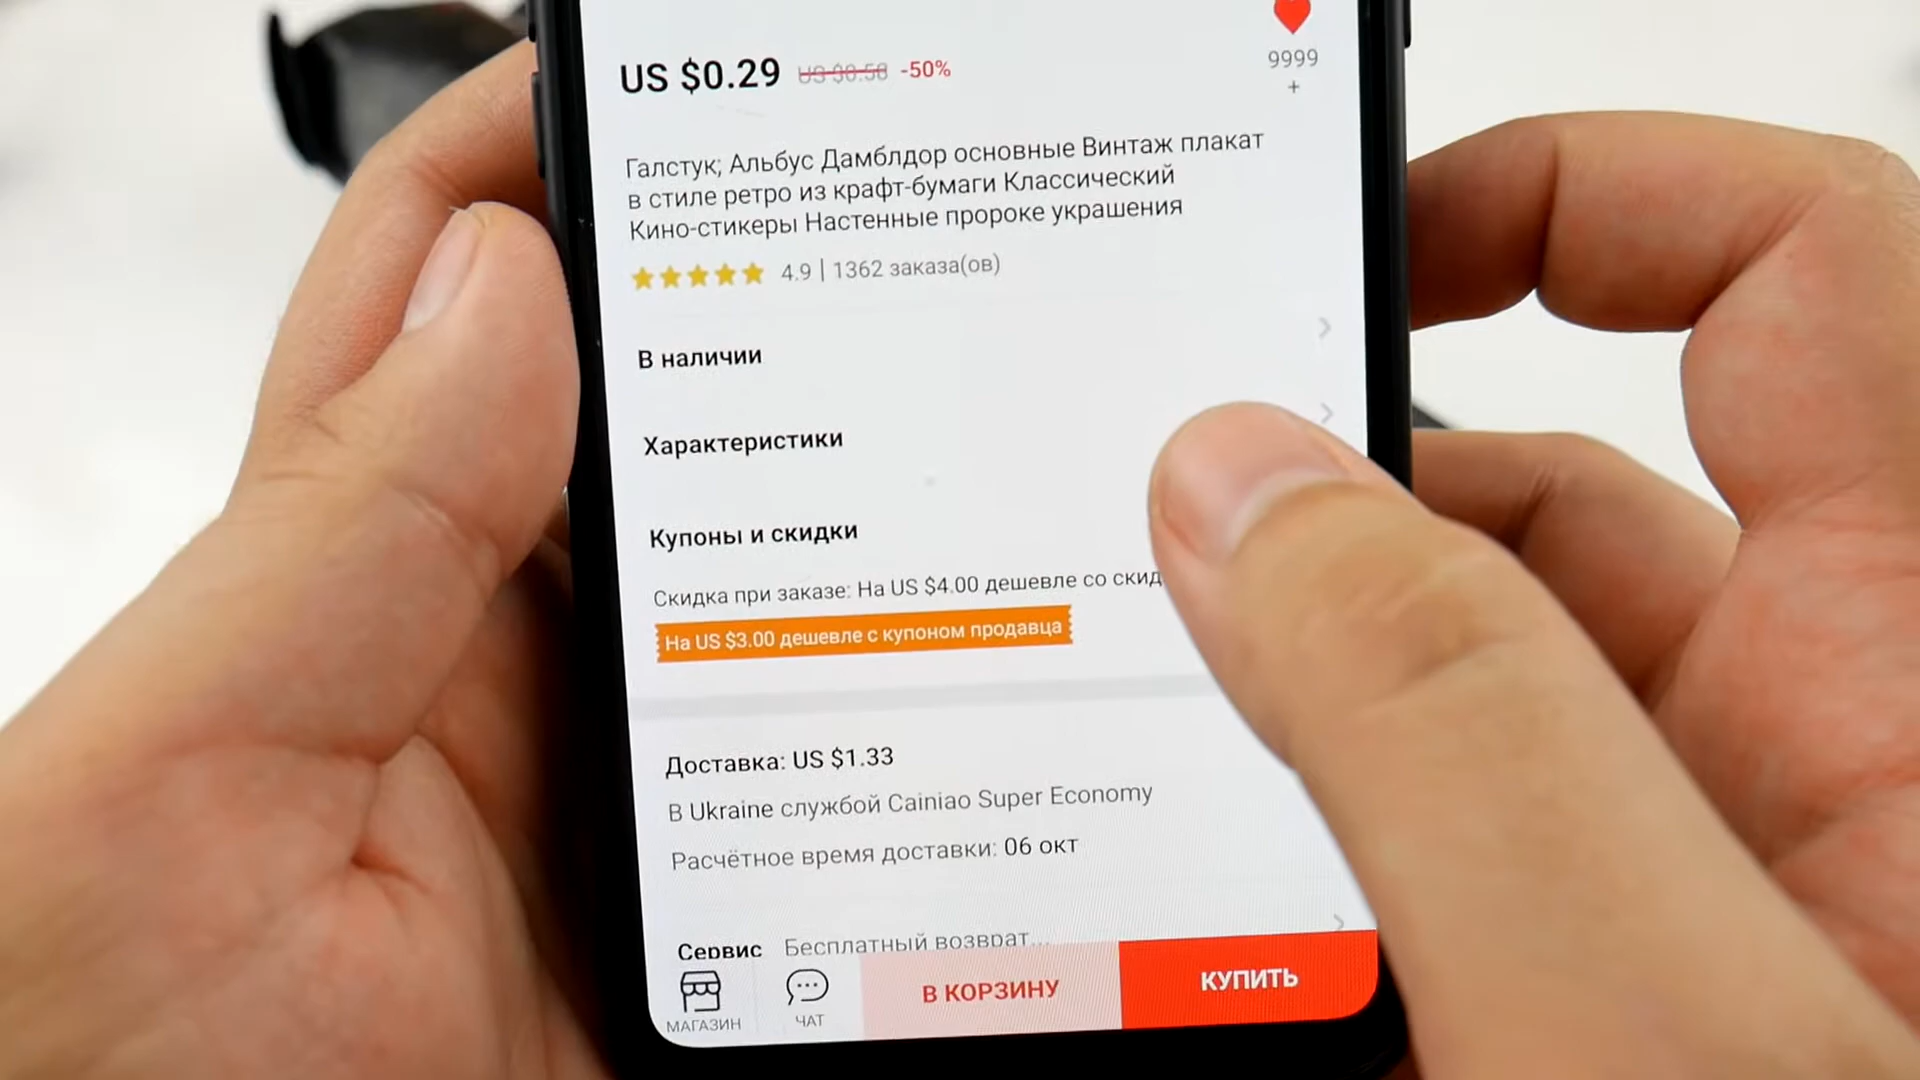 US $0.29 US $0.58 -50%
9999
+
Галстук; Альбус Дамблдор основные Винтаж плакат
в стиле ретро из крафт-бумаги Классический
Кино-стикеры Настенные пророке украшения
4.9 | 1362 заказа(ов)
В наличии
Характеристики
Купоны и скидки
Скидка при заказе: На US $4.00 дешевле со скид
На US $3.00 дешевле с купоном продавца
Доставка: US $1.33
В Ukraine службой Cainiao Super Economy
Расчётное время доставки: 06 окт
Сервис Бесплатный возврат...
МАГАЗИН
ЧАТ
В КОРЗИНУ
КУПИТЬ